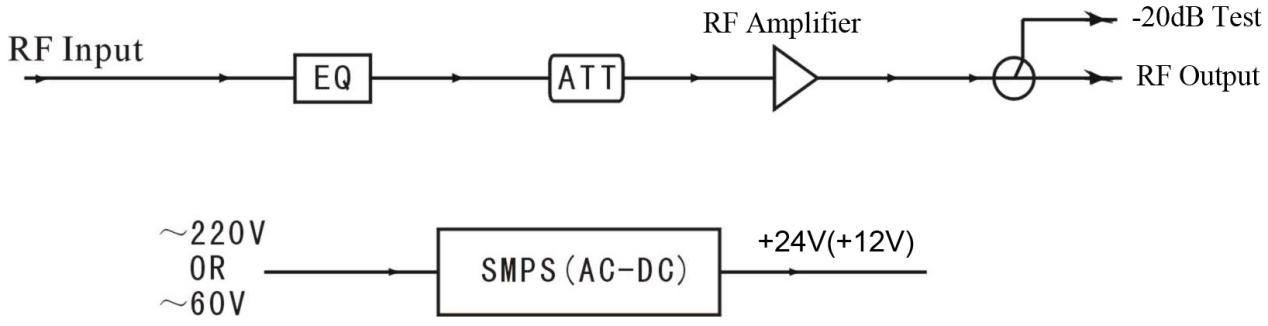 RF Amplifier
-20dB Test
RF Input
EQ
ATT
RF Output
~220V
OR
~60V
SMPS(AC-DC)
+24V(+12V)